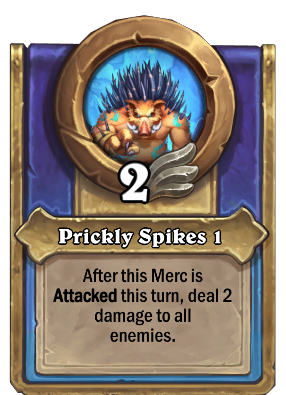 2
Prickly Spikes 1
After this Merc is
Attacked this turn, deal 2
damage to all
enemies.